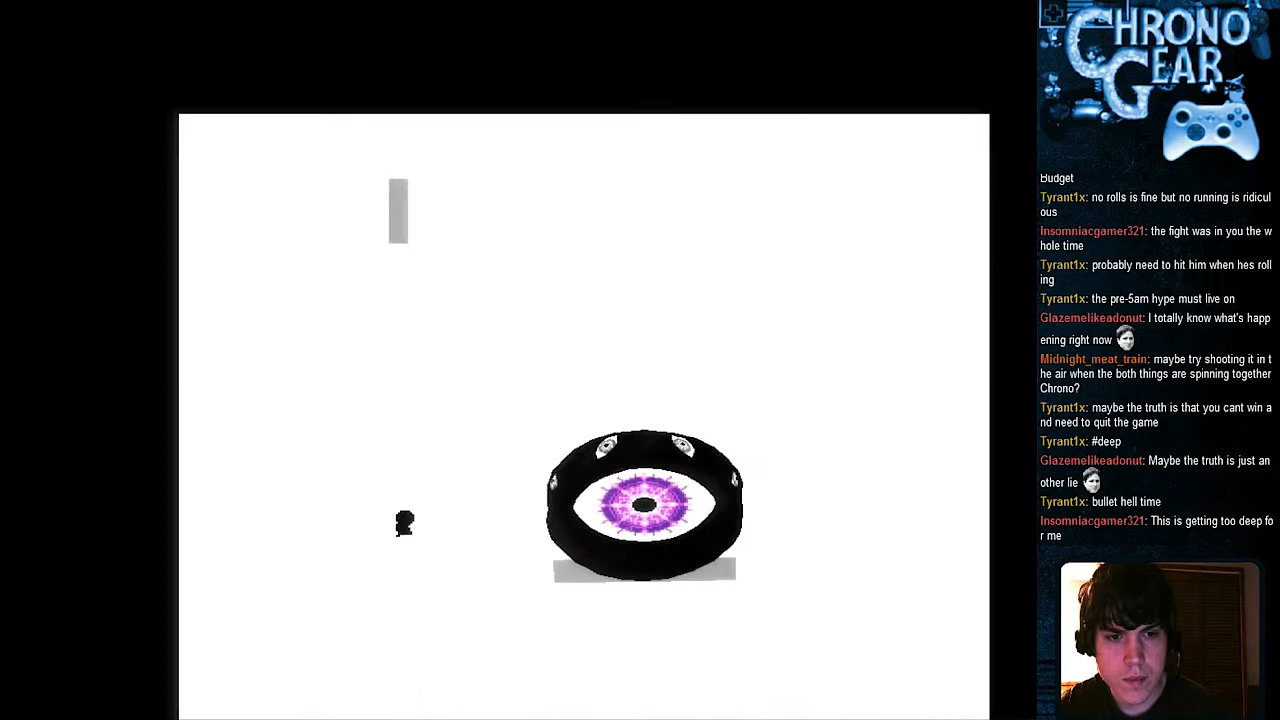 CHRONO
GEAR
Budget
Tyrant1x: no rolls is fine but no running is ridicul
ous
Insomniacgamer321: the fight was in you the w
hole time
Tyrant1x: probably need to hit him when hes roll
ing
Tyrant1x: the pre-5am hype must live on
Glazemelikeadonut: I totally know what's happ
ening right now
Midnight_meat_train: maybe try shooting it in t
he air when the both things are spinning together
Chrono?
Tyrant1x: maybe the truth is that you cant win a
nd need to quit the game
Tyrant1x: #deep
Glazemelikeadonut: Maybe the truth is just an
other lie
Tyrant1x: bullet hell time
Insomniacgamer321: This is getting too deep fo
r me